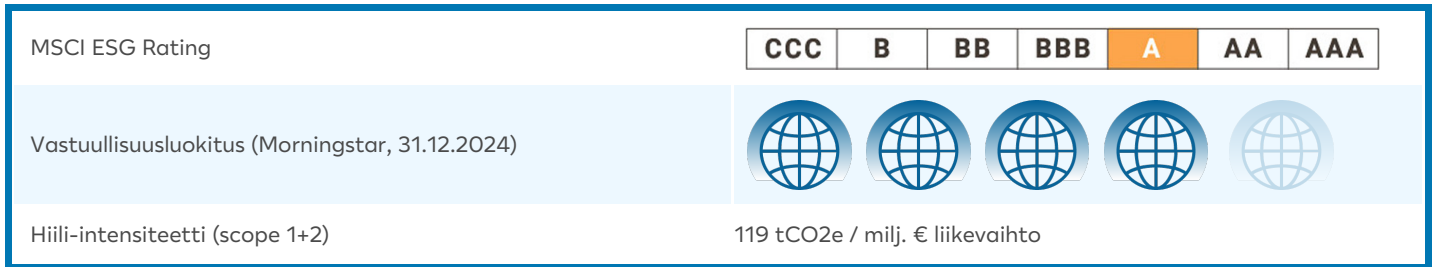 MSCI ESG Rating
CCC B BB BBB A AA AAA
Vastuullisuusluokitus (Morningstar, 31.12.2024)
Hiili-intensiteetti (scope 1+2) 119 tCO2e / milj. € liikevaihto